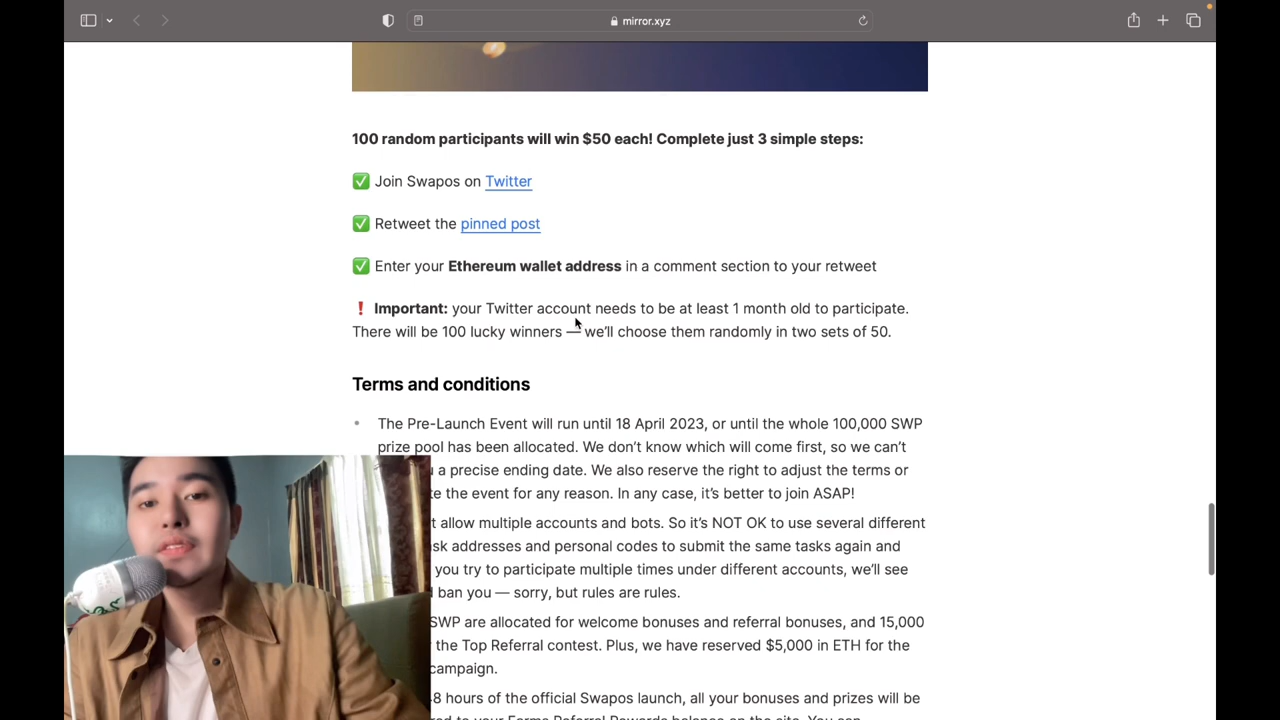 mirror.xyz
100 random participants will win $50 each! Complete just 3 simple steps:
✅ Join Swapos on Twitter
✅ Retweet the pinned post
✅ Enter your Ethereum wallet address in a comment section to your retweet
❗ Important: your Twitter account needs to be at least 1 month old to participate.
There will be 100 lucky winners — we’ll choose them randomly in two sets of 50.
Terms and conditions
• The Pre-Launch Event will run until 18 April 2023, or until the whole 100,000 SWP
prize pool has been allocated. We don’t know which will come first, so we can’t
a precise ending date. We also reserve the right to adjust the terms or
the event for any reason. In any case, it’s better to join ASAP!
allow multiple accounts and bots. So it’s NOT OK to use several different
addresses and personal codes to submit the same tasks again and
you try to participate multiple times under different accounts, we’ll see
ban you — sorry, but rules are rules.
SWP are allocated for welcome bonuses and referral bonuses, and 15,000
the Top Referral contest. Plus, we have reserved $5,000 in ETH for the
campaign.
hours of the official Swapos launch, all your bonuses and prizes will be